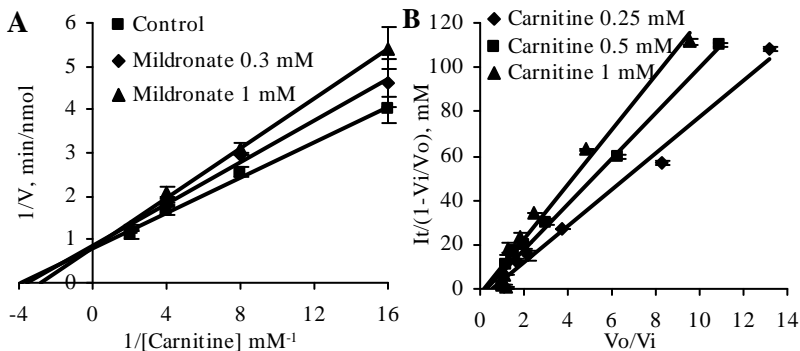 A
Control
Mildronate 0.3 mM
Mildronate 1 mM
1/V, min/nmol
6
5
4
3
2
1
0
-4 0 4 8 12 16
1/[Carnitine] mM-1
B
Carnitine 0.25 mM
Carnitine 0.5 mM
Carnitine 1 mM
It/(1-Vi/Vo), mM
120
100
80
60
40
20
0
0 2 4 6 8 10 12 14
Vo/Vi